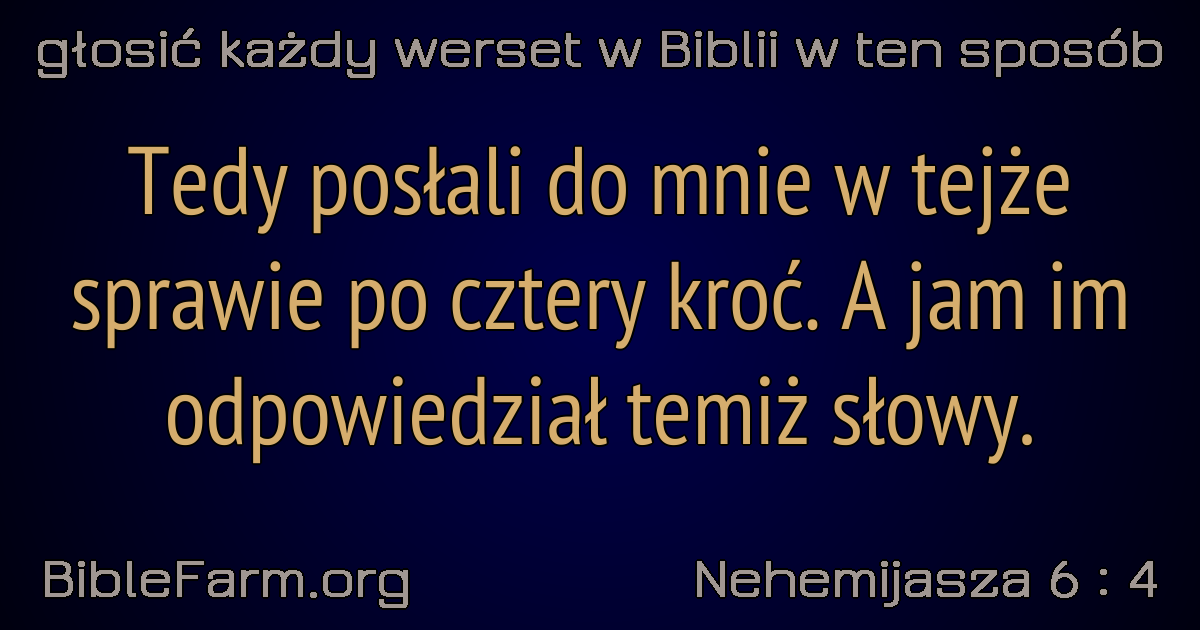 głosić każdy werset w Biblii w ten sposób
Tedy posłali do mnie w tejże
sprawie po cztery kroć. A jam im
odpowiedział temiż słowy.
BibleFarm.org
Nehemijasza 6 : 4